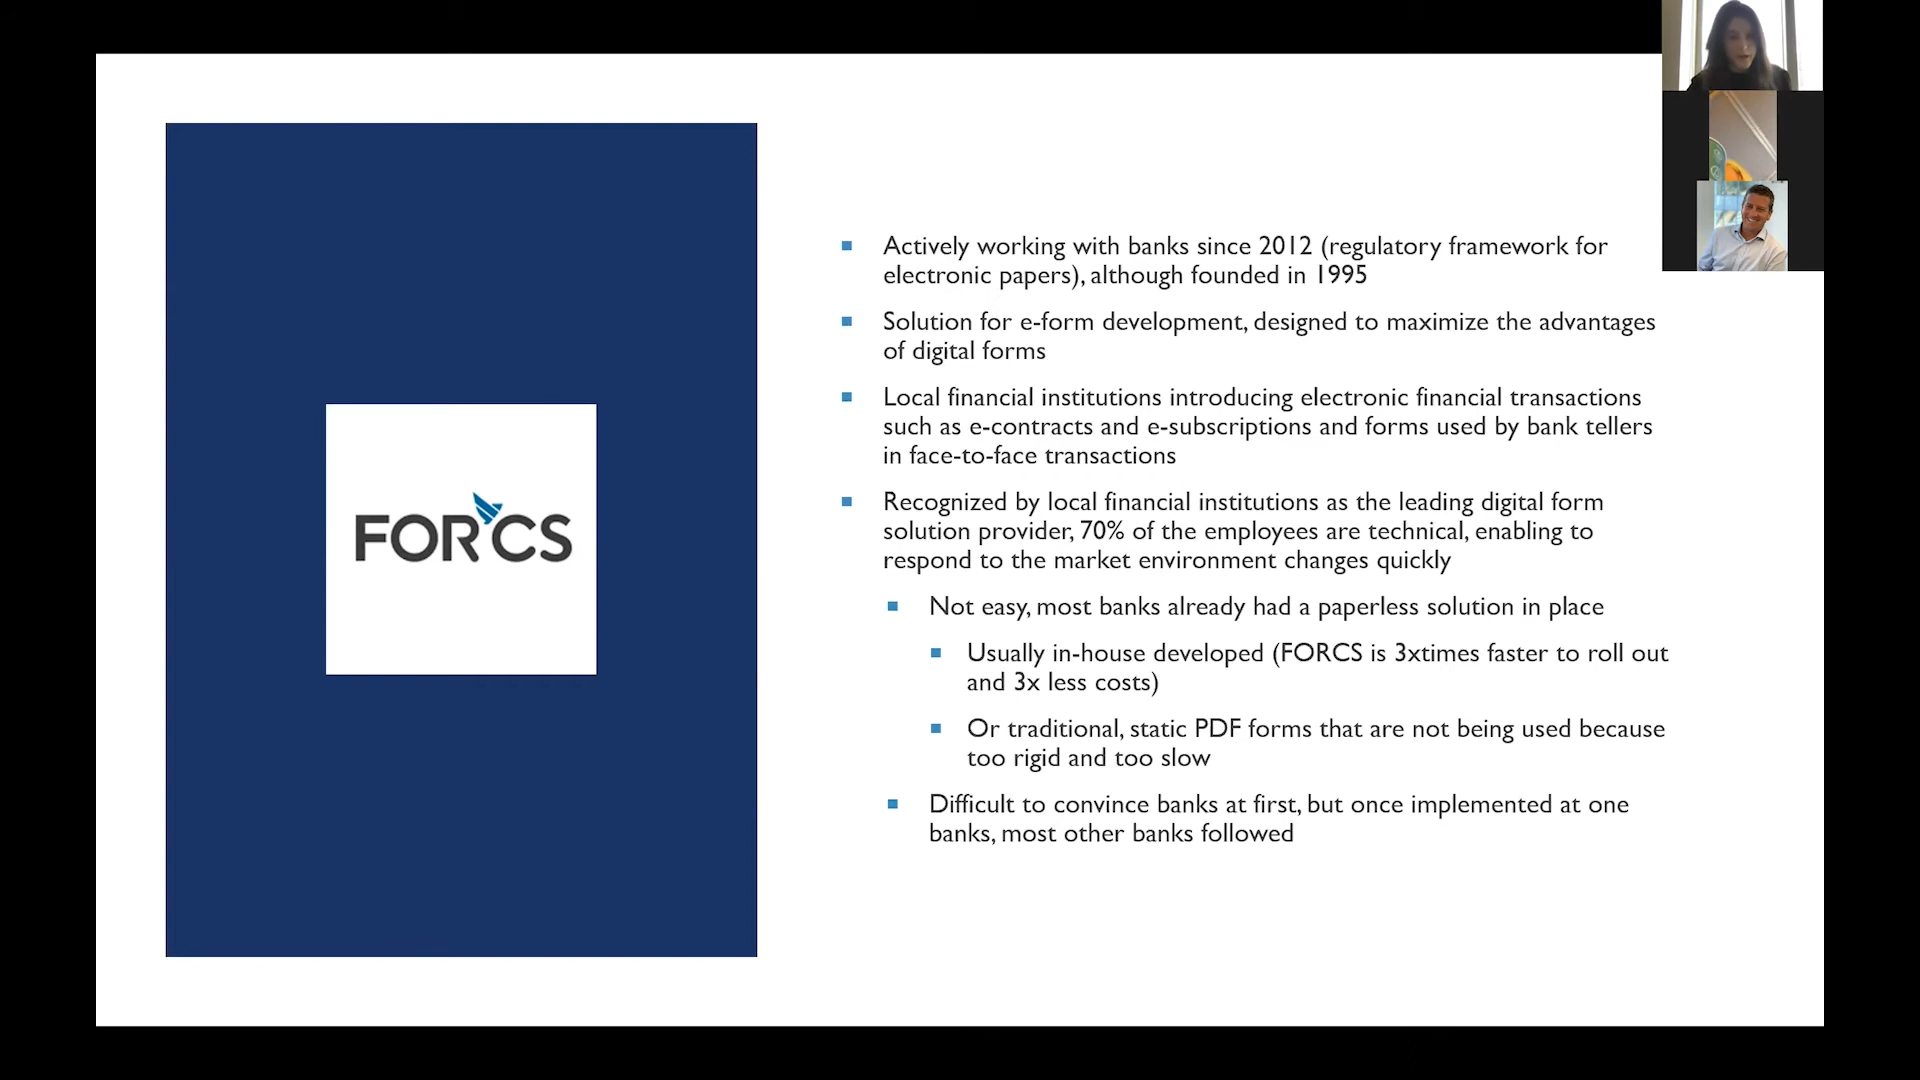 FORCS
Actively working with banks since 2012 (regulatory framework for
electronic papers), although founded in 1995
Solution for e-form development, designed to maximize the advantages
of digital forms
Local financial institutions introducing electronic financial transactions
such as e-contracts and e-subscriptions and forms used by bank tellers
in face-to-face transactions
Recognized by local financial institutions as the leading digital form
solution provider, 70% of the employees are technical, enabling to
respond to the market environment changes quickly
Not easy, most banks already had a paperless solution in place
Usually in-house developed (FORCS is 3xtimes faster to roll out
and 3x less costs)
Or traditional, static PDF forms that are not being used because
too rigid and too slow
Difficult to convince banks at first, but once implemented at one
banks, most other banks followed